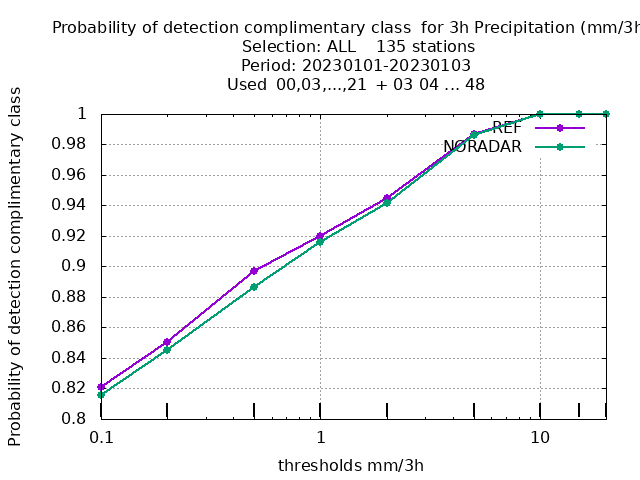 Probability of detection complimentary class  for 3h Precipitation (mm/3h
Selection: ALL    135 stations
Period: 20230101-20230103
Used  00,03,...,21  + 03 04 ... 48
Probability of detection complimentary class
1
0.98
0.96
0.94
0.92
0.9
0.88
0.86
0.84
0.82
0.8
REF
NORADAR
0.1
1
10
thresholds mm/3h